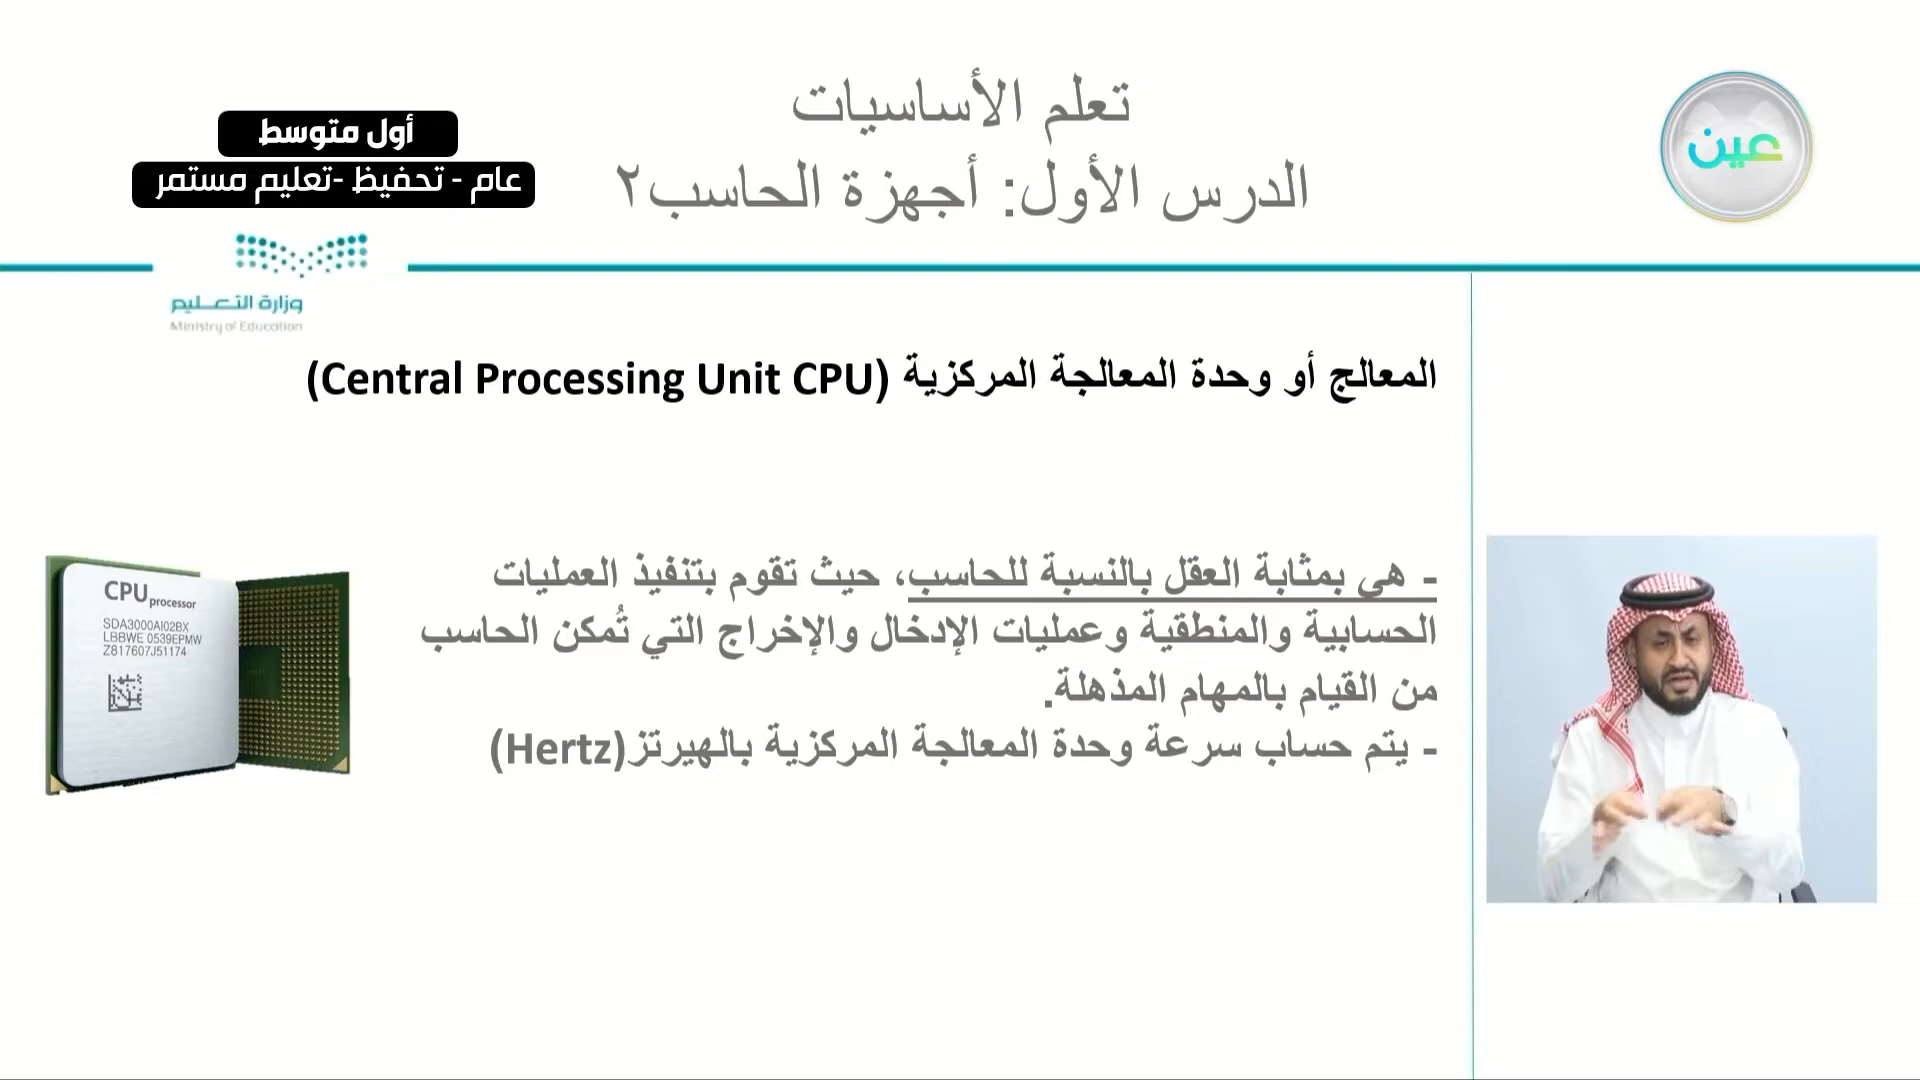 تعلم الأساسيات
الدرس الأول: أجهزة الحاسب٢
عين
أول متوسط
عام - تحفيظ -تعليم مستمر
وزارة التعليم
Ministry of Education
المعالج أو وحدة المعالجة المركزية (Central Processing Unit CPU)
- هي بمثابة العقل بالنسبة للحاسب، حيث تقوم بتنفيذ العمليات
الحسابية والمنطقية وعمليات الإدخال والإخراج التي تُمكن الحاسب
من القيام بالمهام المذهلة.
- يتم حساب سرعة وحدة المعالجة المركزية بالهيرتز(Hertz)
CPU processor
SDA3000AI02BX
LBBWE 0539EPMW
Z817607J51174